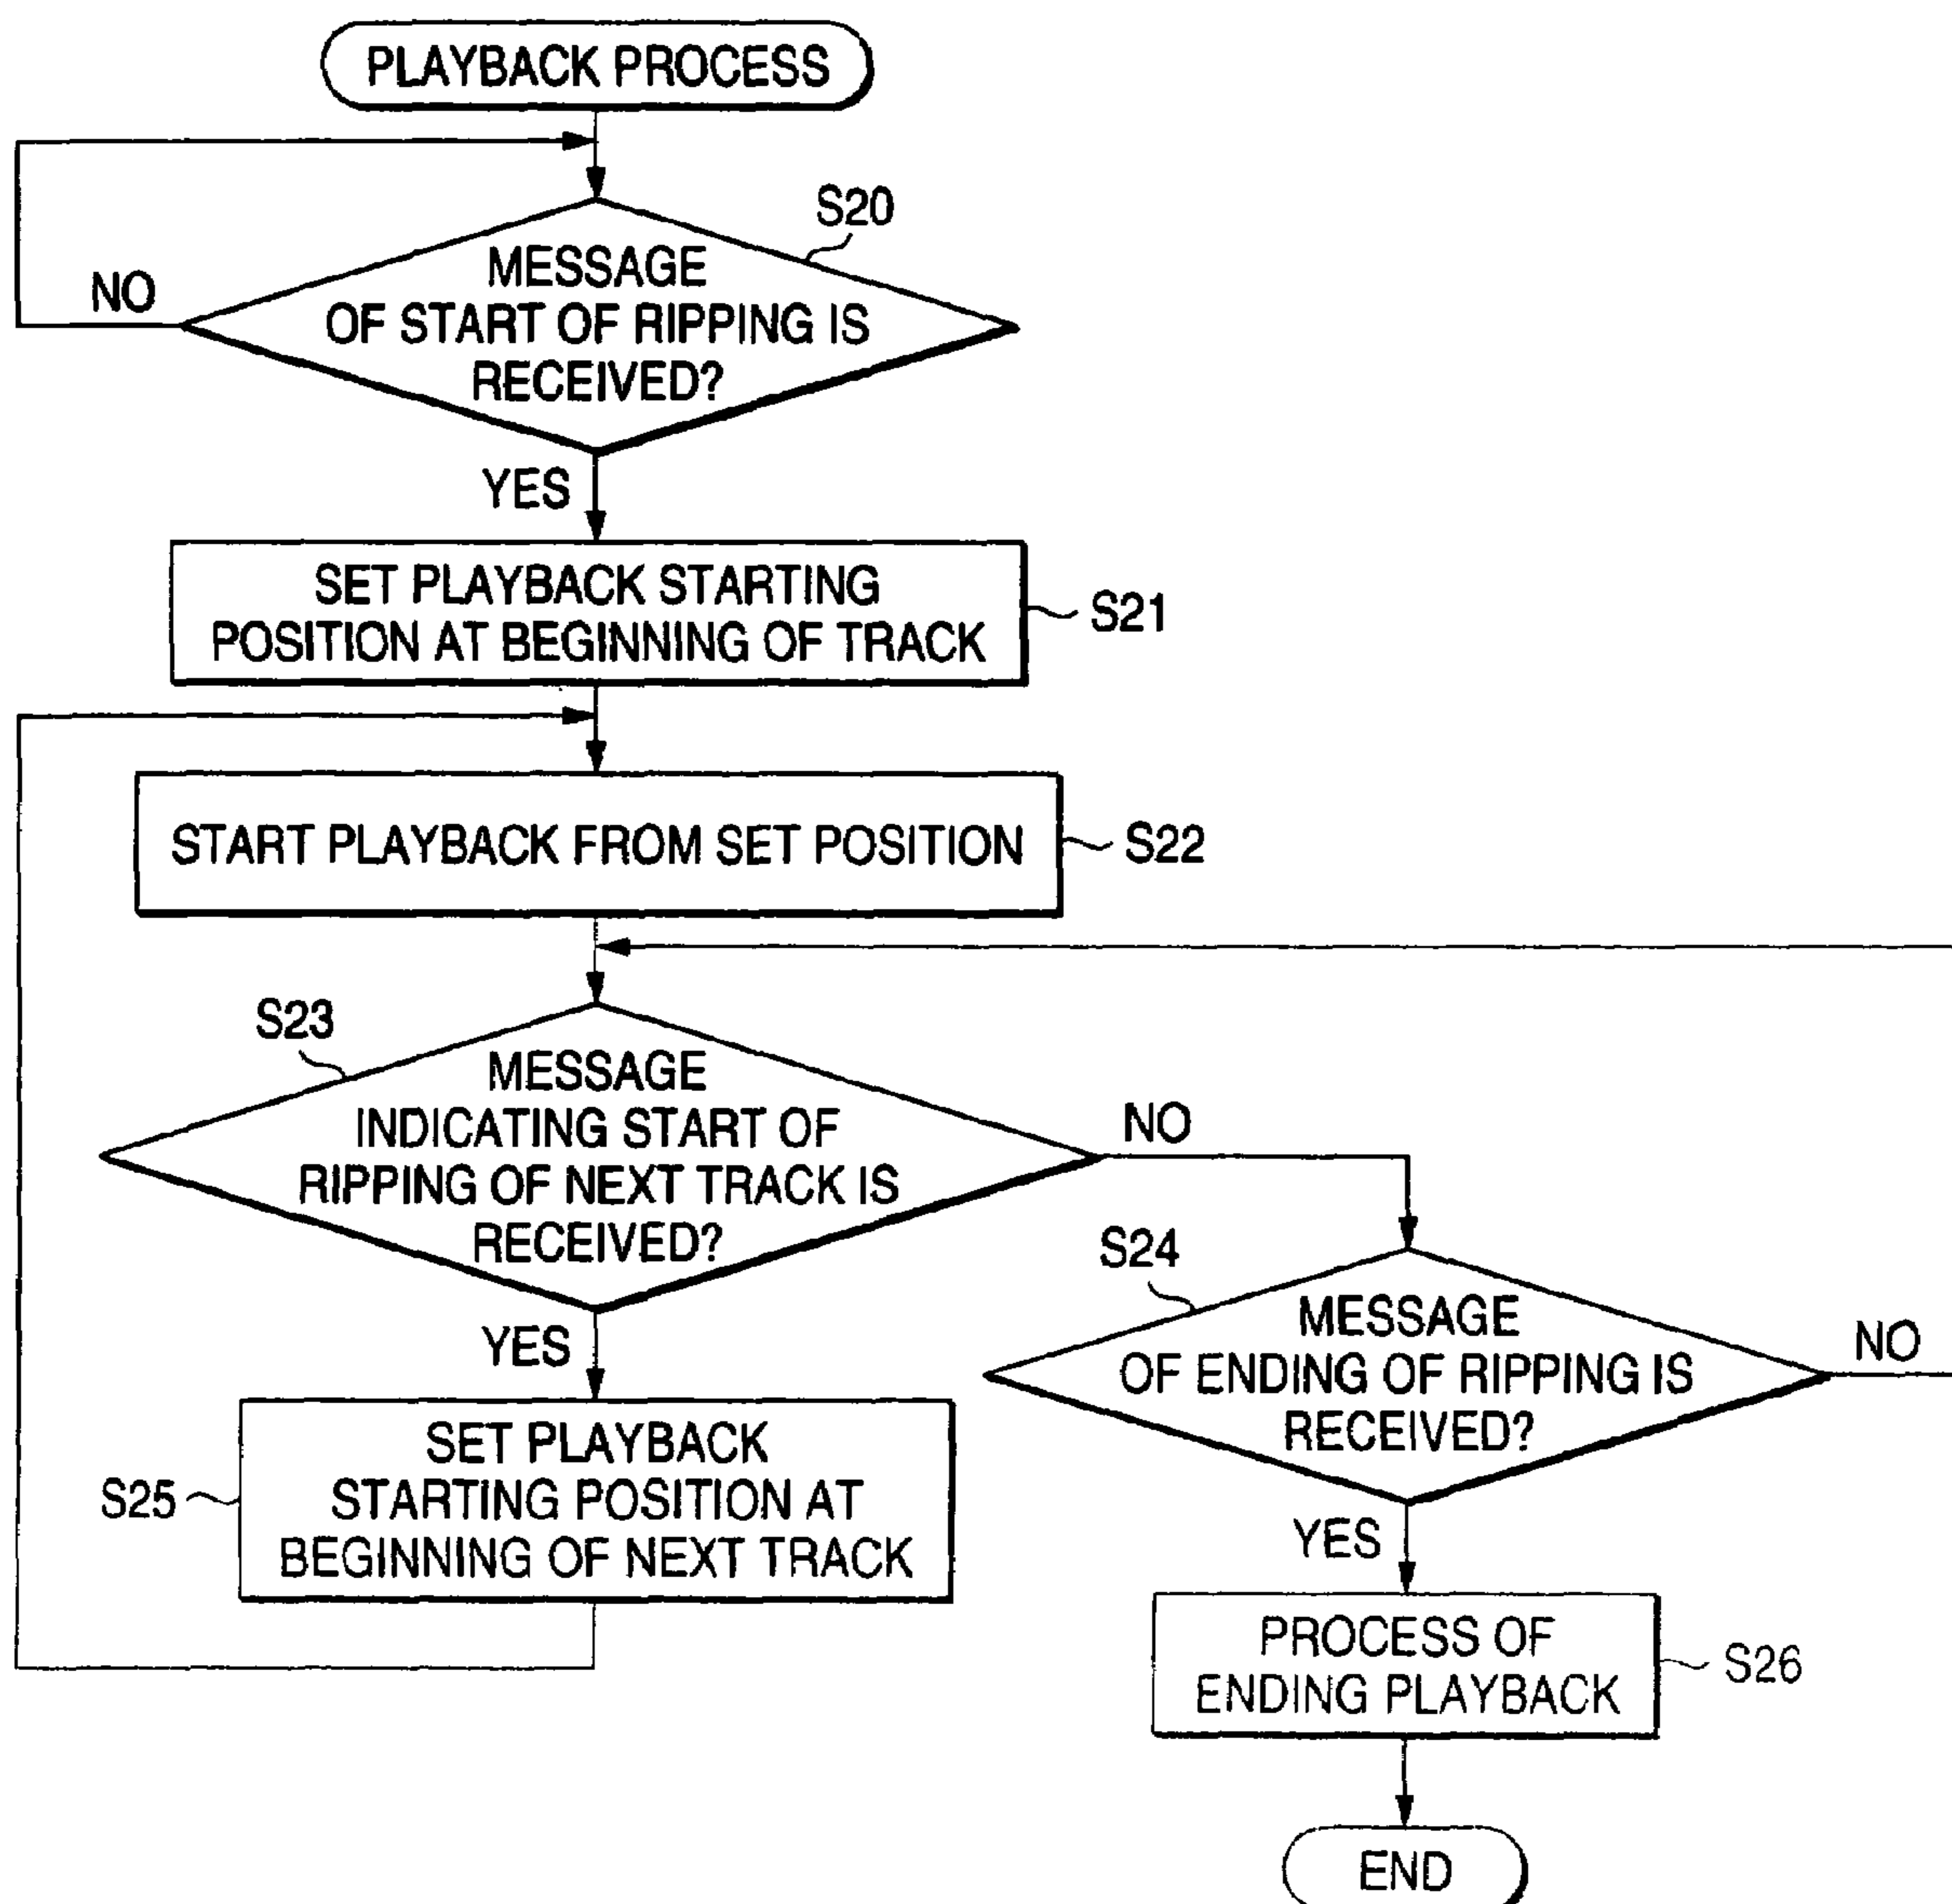 PLAYBACK PROCESS
S20
MESSAGE
OF START OF RIPPING IS
RECEIVED?
NO
YES
SET PLAYBACK STARTING
POSITION AT BEGINNING OF TRACK
S21
START PLAYBACK FROM SET POSITION
S22
S23
MESSAGE
INDICATING START OF
RIPPING OF NEXT TRACK IS
RECEIVED?
NO
YES
S24
MESSAGE
OF ENDING OF RIPPING IS
RECEIVED?
NO
YES
SET PLAYBACK
STARTING POSITION AT
BEGINNING OF NEXT TRACK
S25
PROCESS OF
ENDING PLAYBACK
S26
END